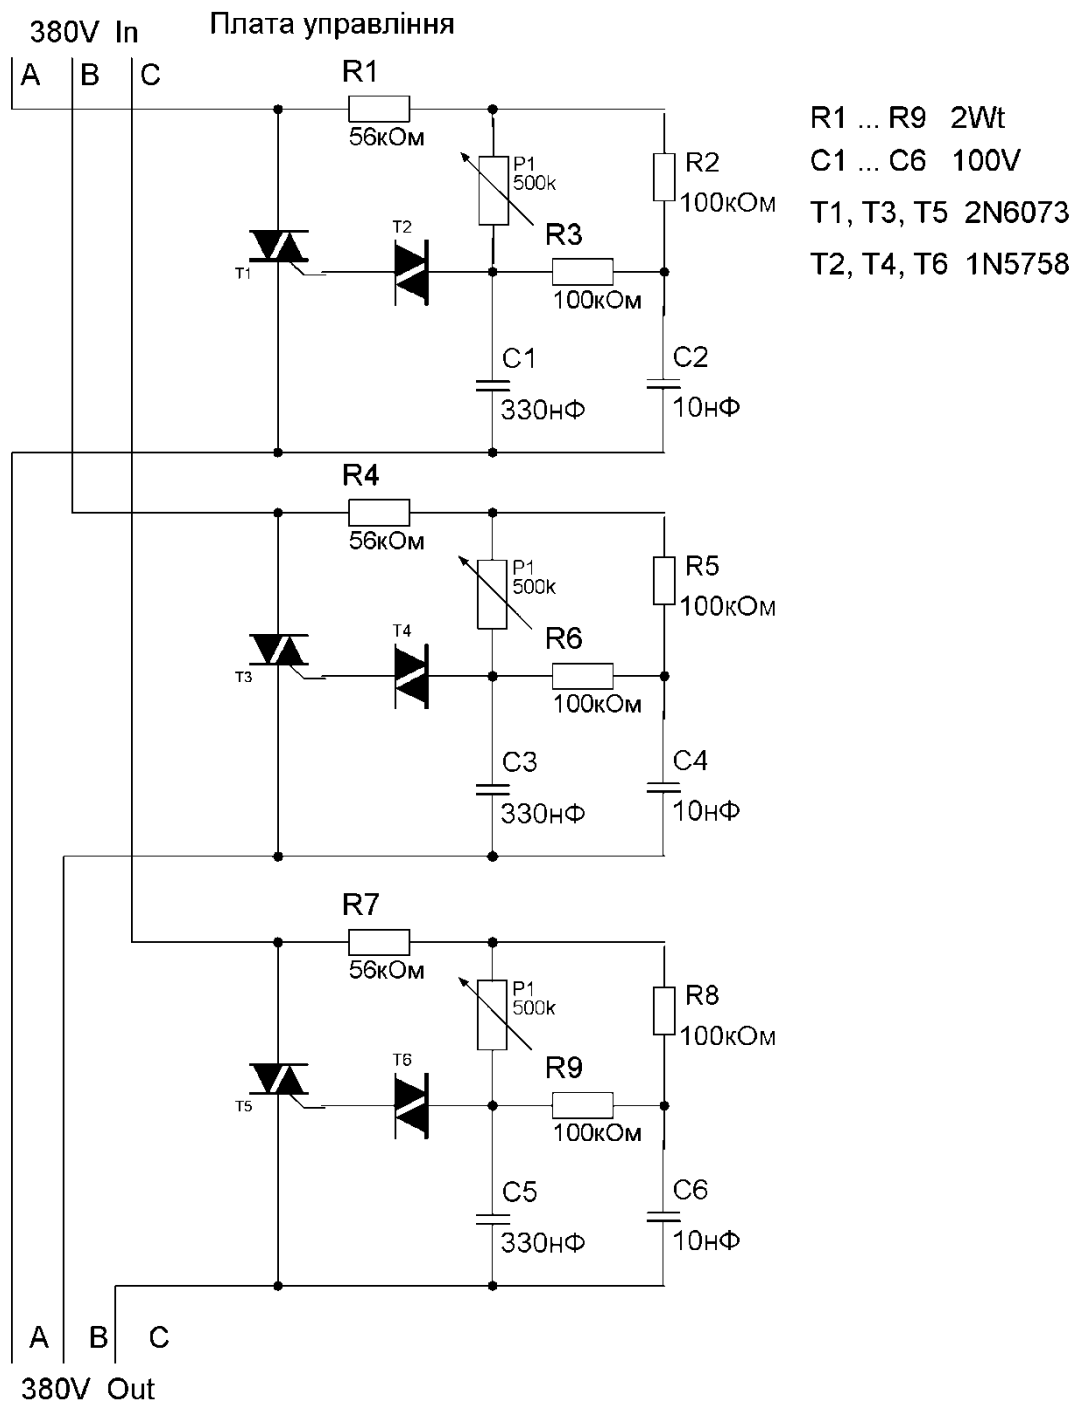 380V In
Плата управління
A B C
R1
56кОм
P1
500k
R2
100кОм
R3
100кОм
T1
T2
C1
330нФ
C2
10нФ
R1 ... R9 2Wt
C1 ... C6 100V
T1, T3, T5 2N6073
T2, T4, T6 1N5758
R4
56кОм
P1
500k
R5
100кОм
R6
100кОм
T3
T4
C3
330нФ
C4
10нФ
R7
56кОм
P1
500k
R8
100кОм
R9
100кОм
T5
T6
C5
330нФ
C6
10нФ
A B C
380V Out